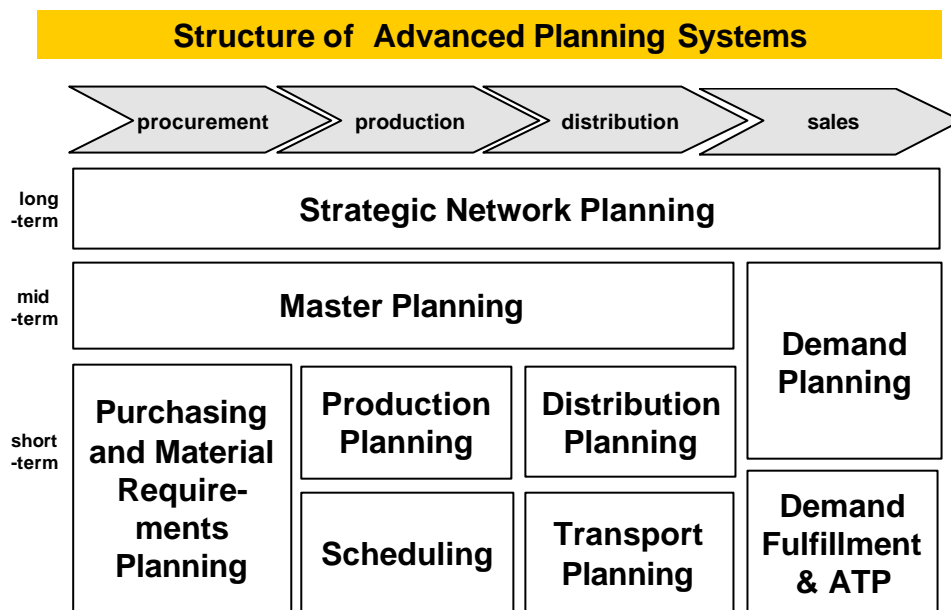 Structure of Advanced Planning Systems
procurement
production
distribution
sales
long
-term
Strategic Network Planning
mid
-term
Master Planning
Demand
Planning
short
-term
Purchasing
and Material
Require-
ments
Planning
Production
Planning
Distribution
Planning
Scheduling
Transport
Planning
Demand
Fulfillment
& ATP